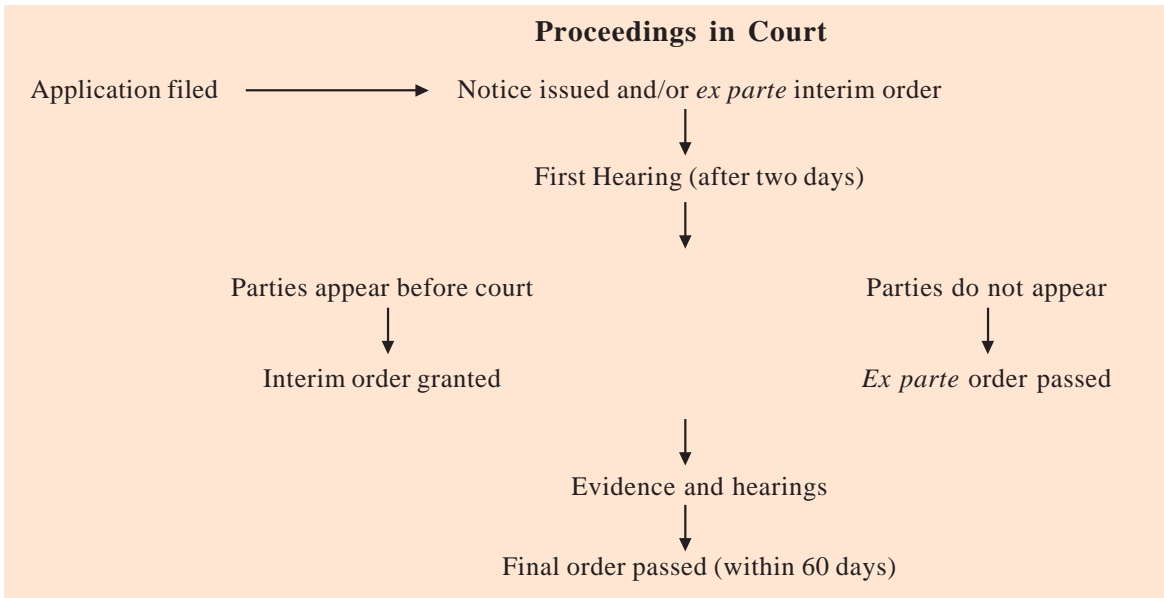 Proceedings in Court
Application filed Notice issued and/or ex parte interim order
First Hearing (after two days)
Parties appear before court Parties do not appear
Interim order granted Ex parte order passed
Evidence and hearings
Final order passed (within 60 days)